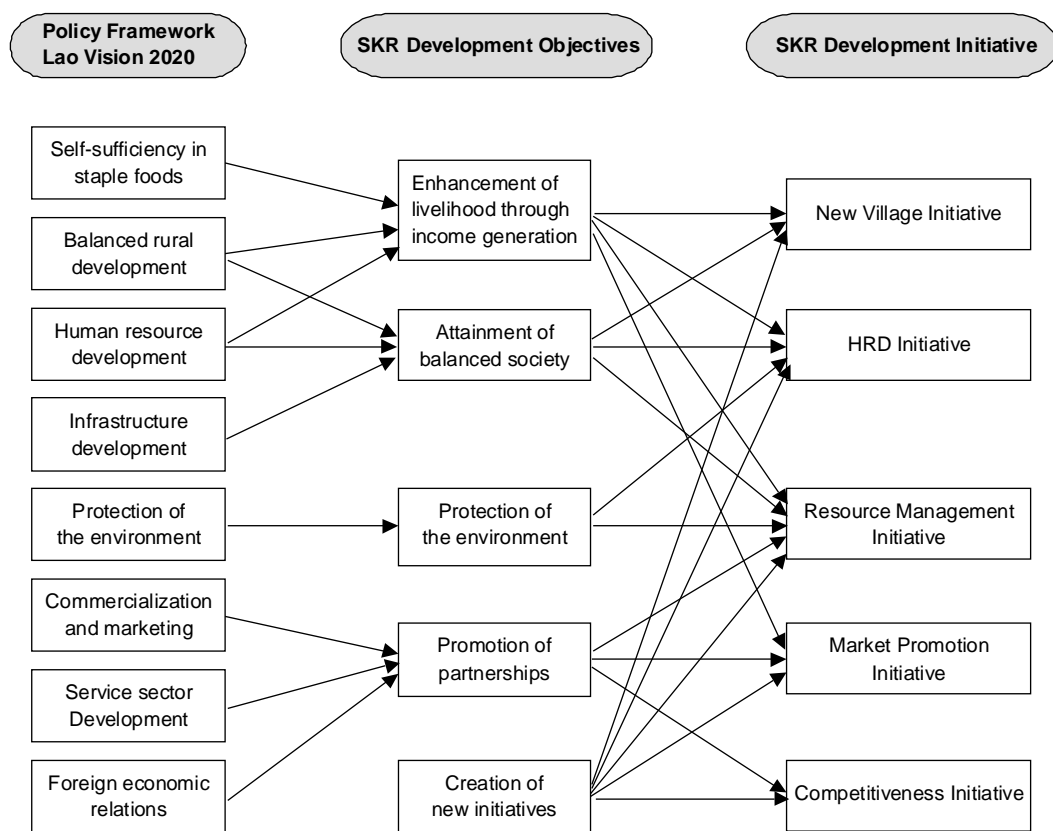 Policy Framework
Lao Vision 2020
SKR Development Objectives
SKR Development Initiative
Self-sufficiency in
staple foods
Balanced rural
development
Human resource
development
Infrastructure
development
Protection of
the environment
Commercialization
and marketing
Service sector
Development
Foreign economic
relations
Enhancement of
livelihood through
income generation
Attainment of
balanced society
Protection of
the environment
Promotion of
partnerships
Creation of
new initiatives
New Village Initiative
HRD Initiative
Resource Management
Initiative
Market Promotion
Initiative
Competitiveness Initiative